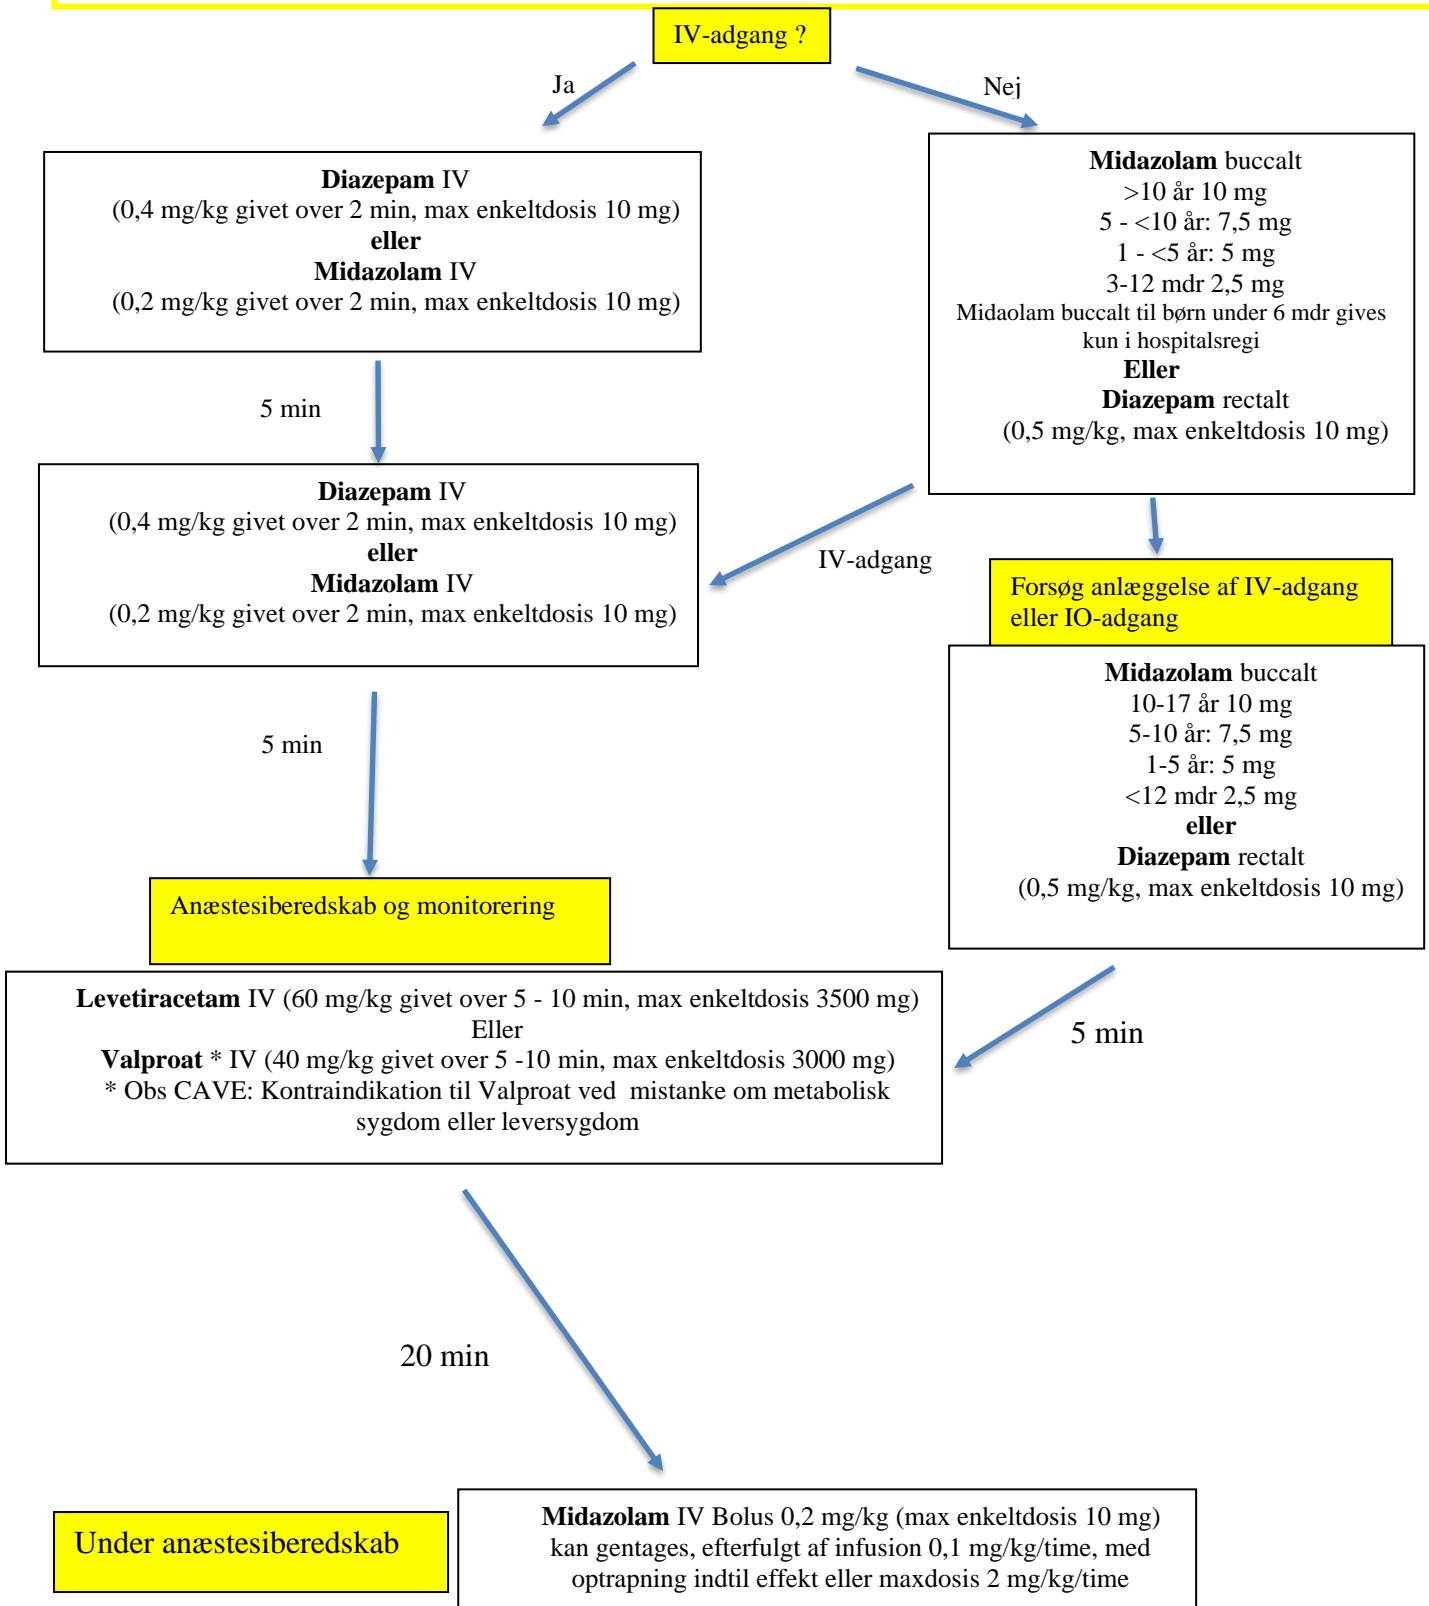 IV-adgang ?
Ja
Nej
Diazepam IV
(0,4 mg/kg givet over 2 min, max enkeltdosis 10 mg)
eller
Midazolam IV
(0,2 mg/kg givet over 2 min, max enkeltdosis 10 mg)
Midazolam buccalt
>10 år 10 mg
5 - <10 år: 7,5 mg
1 - <5 år: 5 mg
3-12 mdr 2,5 mg
Midaolam buccalt til børn under 6 mdr gives
kun i hospitalsregi
Eller
Diazepam rectalt
(0,5 mg/kg, max enkeltdosis 10 mg)
5 min
Diazepam IV
(0,4 mg/kg givet over 2 min, max enkeltdosis 10 mg)
eller
Midazolam IV
(0,2 mg/kg givet over 2 min, max enkeltdosis 10 mg)
IV-adgang
Forsøg anlæggelse af IV-adgang
eller IO-adgang
Midazolam buccalt
10-17 år 10 mg
5-10 år: 7,5 mg
1-5 år: 5 mg
<12 mdr 2,5 mg
eller
Diazepam rectalt
(0,5 mg/kg, max enkeltdosis 10 mg)
5 min
Anæstesiberedskab og monitorering
Levetiracetam IV (60 mg/kg givet over 5 - 10 min, max enkeltdosis 3500 mg)
Eller
Valproat * IV (40 mg/kg givet over 5 -10 min, max enkeltdosis 3000 mg)
* Obs CAVE: Kontraindikation til Valproat ved  mistanke om metabolisk
sygdom eller leversygdom
5 min
20 min
Under anæstesiberedskab
Midazolam IV Bolus 0,2 mg/kg (max enkeltdosis 10 mg)
kan gentages, efterfulgt af infusion 0,1 mg/kg/time, med
optrapning indtil effekt eller maxdosis 2 mg/kg/time